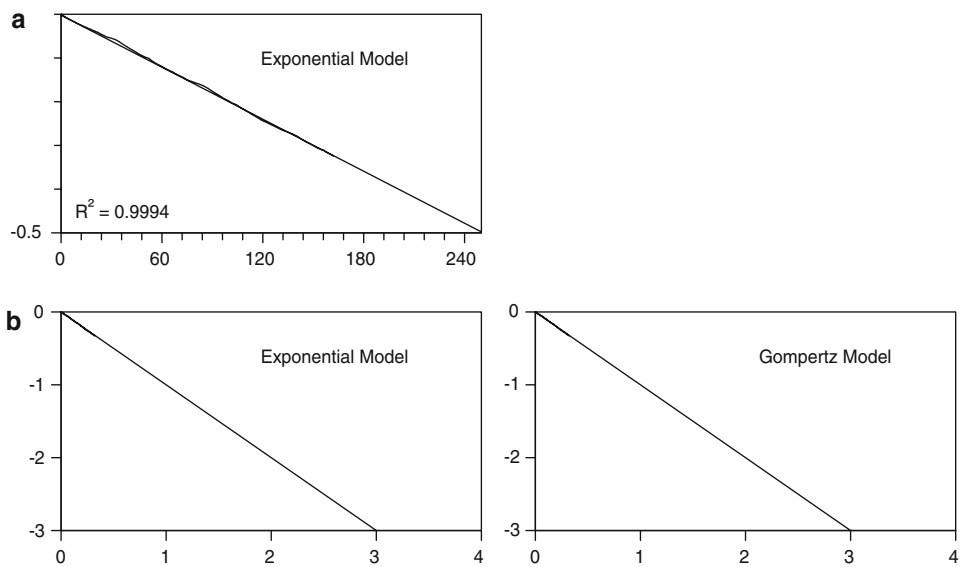 a
Exponential Model
R² = 0.9994
-0.5
0 60 120 180 240
b
0
-1
-2
-3
Exponential Model
0 1 2 3 4
0
-1
-2
-3
Gompertz Model
0 1 2 3 4